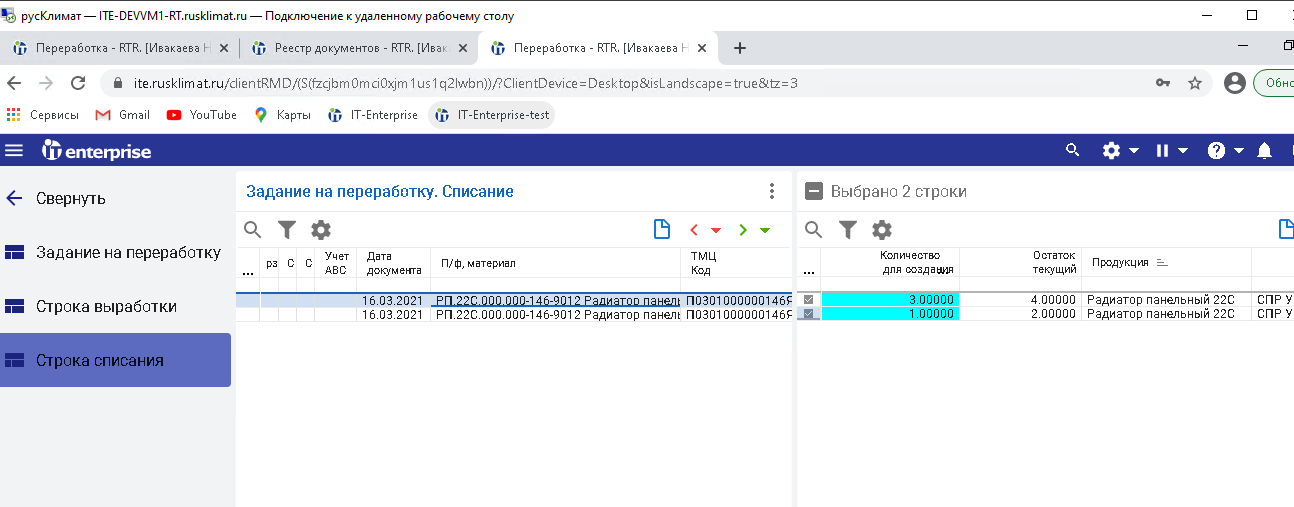 русКлимат — ITE-DEVVM1-RT.rusklimat.ru — Подключение к удаленному рабочему столу
Переработка - RTR. [Ивакаева Н
Реестр документов - RTR. [Ивак
Переработка - RTR. [Ивакаева Н
ite.rusklimat.ru/clientRMD/(S(fzcjbm0mci0xjm1us1q2lwbn))/?ClientDevice=Desktop&isLandscape=true&tz=3
Обно
Сервисы Gmail YouTube Карты IT-Enterprise IT-Enterprise-test
IT enterprise
Свернуть
Задание на переработку
Строка выработки
Строка списания
Задание на переработку. Списание
... рз С С Учет АВС Дата документа П/ф, материал ТМЦ Код
16.03.2021 РП.22С.000.000-146-9012 Радиатор панель П0301000000146Я
16.03.2021 РП.22С.000.000-146-9012 Радиатор панель П0301000000146Я
Выбрано 2 строки
... Количество для создания Остаток текущий Продукция
3.00000 4.00000 Радиатор панельный 22С СПР У
1.00000 2.00000 Радиатор панельный 22С СПР У